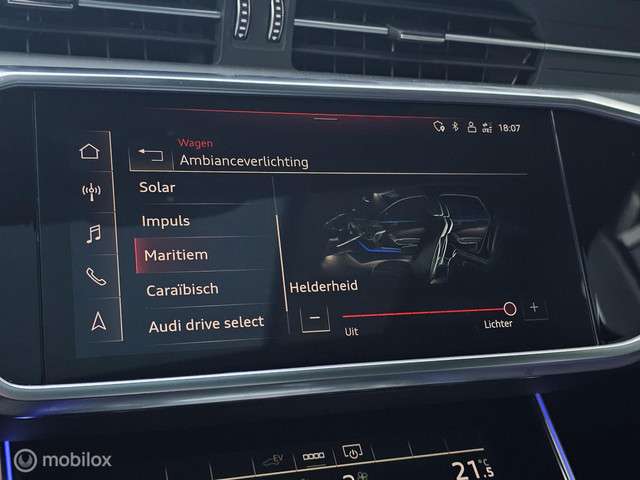 18:07
Wagen
Ambianceverlichting
Solar
Impuls
Maritiem
Caraïbisch
Audi drive select
Helderheid
− +
Uit
Lichter
EV
21.5 °C
mobilox